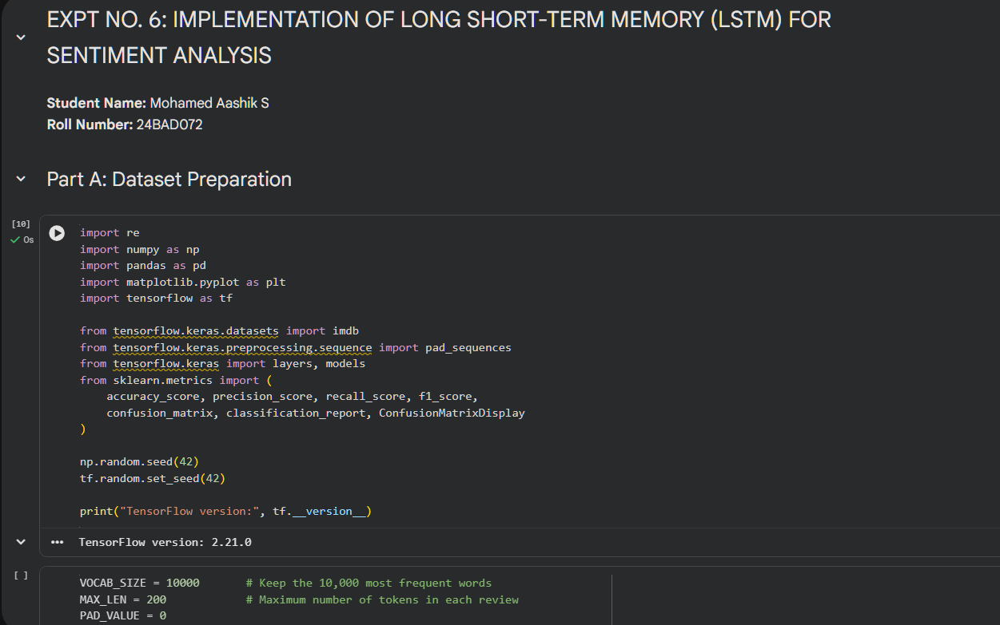 EXPT NO. 6: IMPLEMENTATION OF LONG SHORT-TERM MEMORY (LSTM) FOR
SENTIMENT ANALYSIS
Student Name: Mohamed Aashik S
Roll Number: 24BAD072
Part A: Dataset Preparation
[10]
0s
import re
import numpy as np
import pandas as pd
import matplotlib.pyplot as plt
import tensorflow as tf
from tensorflow.keras.datasets import imdb
from tensorflow.keras.preprocessing.sequence import pad_sequences
from tensorflow.keras import layers, models
from sklearn.metrics import (
    accuracy_score, precision_score, recall_score, f1_score,
    confusion_matrix, classification_report, ConfusionMatrixDisplay
)
np.random.seed(42)
tf.random.set_seed(42)
print("TensorFlow version:", tf.__version__)
TensorFlow version: 2.21.0
[ ]
VOCAB_SIZE = 10000       # Keep the 10,000 most frequent words
MAX_LEN = 200            # Maximum number of tokens in each review
PAD_VALUE = 0